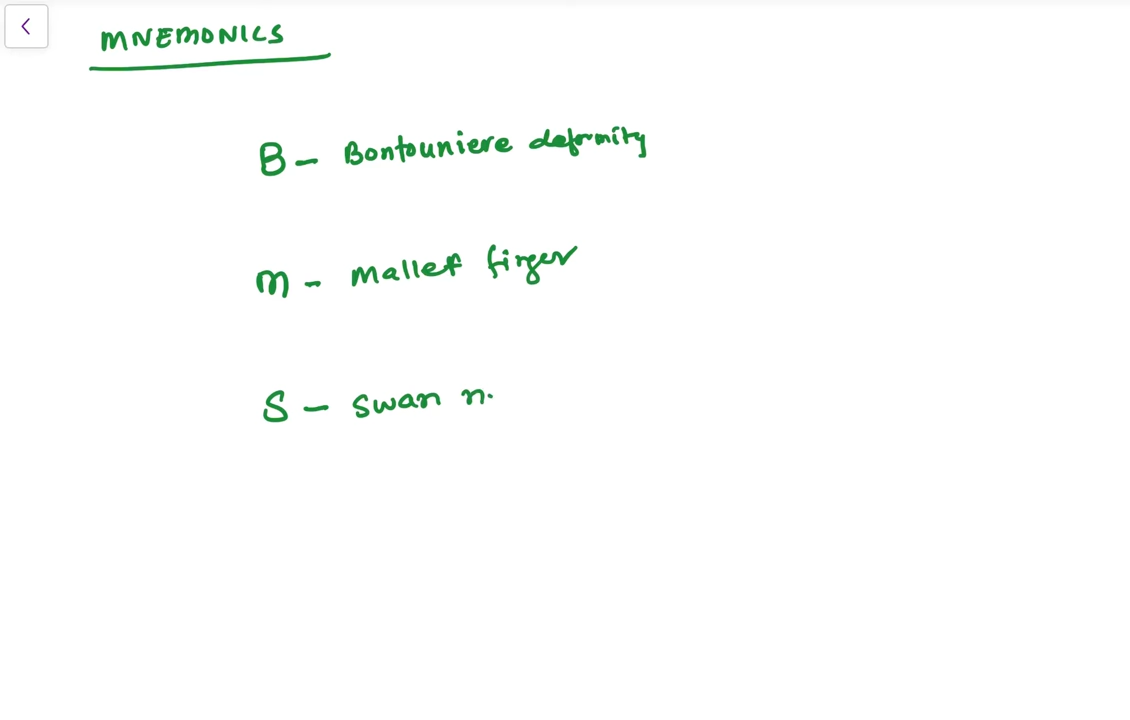 MNEMONICS
B - Bontouniere deformity
M - Mallet finger
S - Swan n